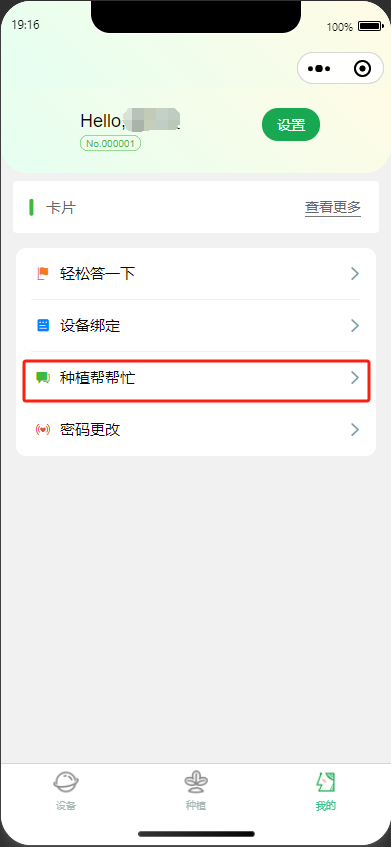 19:16
100%
Hello,
设置
No.000001
卡片
查看更多
轻松答一下
设备绑定
种植帮帮忙
密码更改
设备
种植
我的